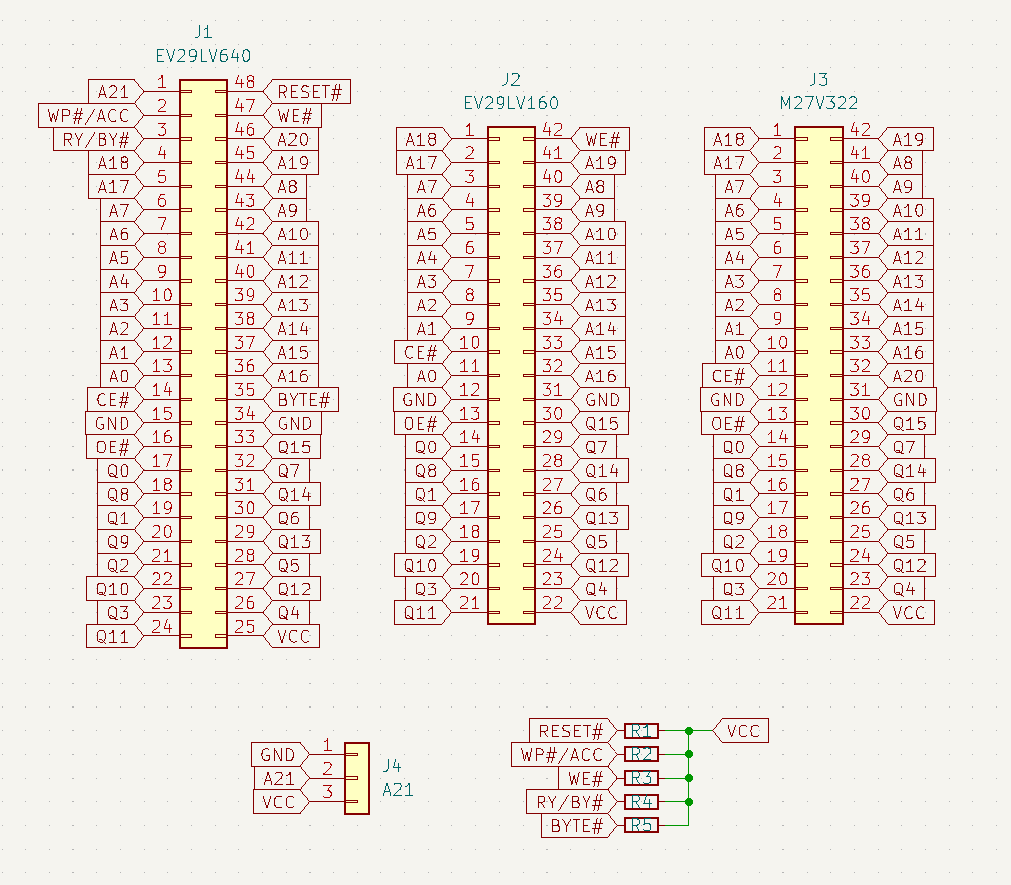 J1
EV29LV640
A21 1 48 RESET#
WP#/ACC 2 47 WE#
RY/BY# 3 46 A20
A18 4 45 A19
A17 5 44 A8
A7 6 43 A9
A6 7 42 A10
A5 8 41 A11
A4 9 40 A12
A3 10 39 A13
A2 11 38 A14
A1 12 37 A15
A0 13 36 A16
CE# 14 35 BYTE#
GND 15 34 GND
OE# 16 33 Q15
Q0 17 32 Q7
Q8 18 31 Q14
Q1 19 30 Q6
Q9 20 29 Q13
Q2 21 28 Q5
Q10 22 27 Q12
Q3 23 26 Q4
Q11 24 25 VCC
J2
EV29LV160
A18 1 42 WE#
A17 2 41 A19
A7 3 40 A8
A6 4 39 A9
A5 5 38 A10
A4 6 37 A11
A3 7 36 A12
A2 8 35 A13
A1 9 34 A14
CE# 10 33 A15
A0 11 32 A16
GND 12 31 GND
OE# 13 30 Q15
Q0 14 29 Q7
Q8 15 28 Q14
Q1 16 27 Q6
Q9 17 26 Q13
Q2 18 25 Q5
Q10 19 24 Q12
Q3 20 23 Q4
Q11 21 22 VCC
J3
M27V322
A18 1 42 A19
A17 2 41 A8
A7 3 40 A9
A6 4 39 A10
A5 5 38 A11
A4 6 37 A12
A3 7 36 A13
A2 8 35 A14
A1 9 34 A15
A0 10 33 A16
CE# 11 32 A20
GND 12 31 GND
OE# 13 30 Q15
Q0 14 29 Q7
Q8 15 28 Q14
Q1 16 27 Q6
Q9 17 26 Q13
Q2 18 25 Q5
Q10 19 24 Q12
Q3 20 23 Q4
Q11 21 22 VCC
GND 1
A21 2
VCC 3
J4
A21
RESET# R1 VCC
WP#/ACC R2
WE# R3
RY/BY# R4
BYTE# R5